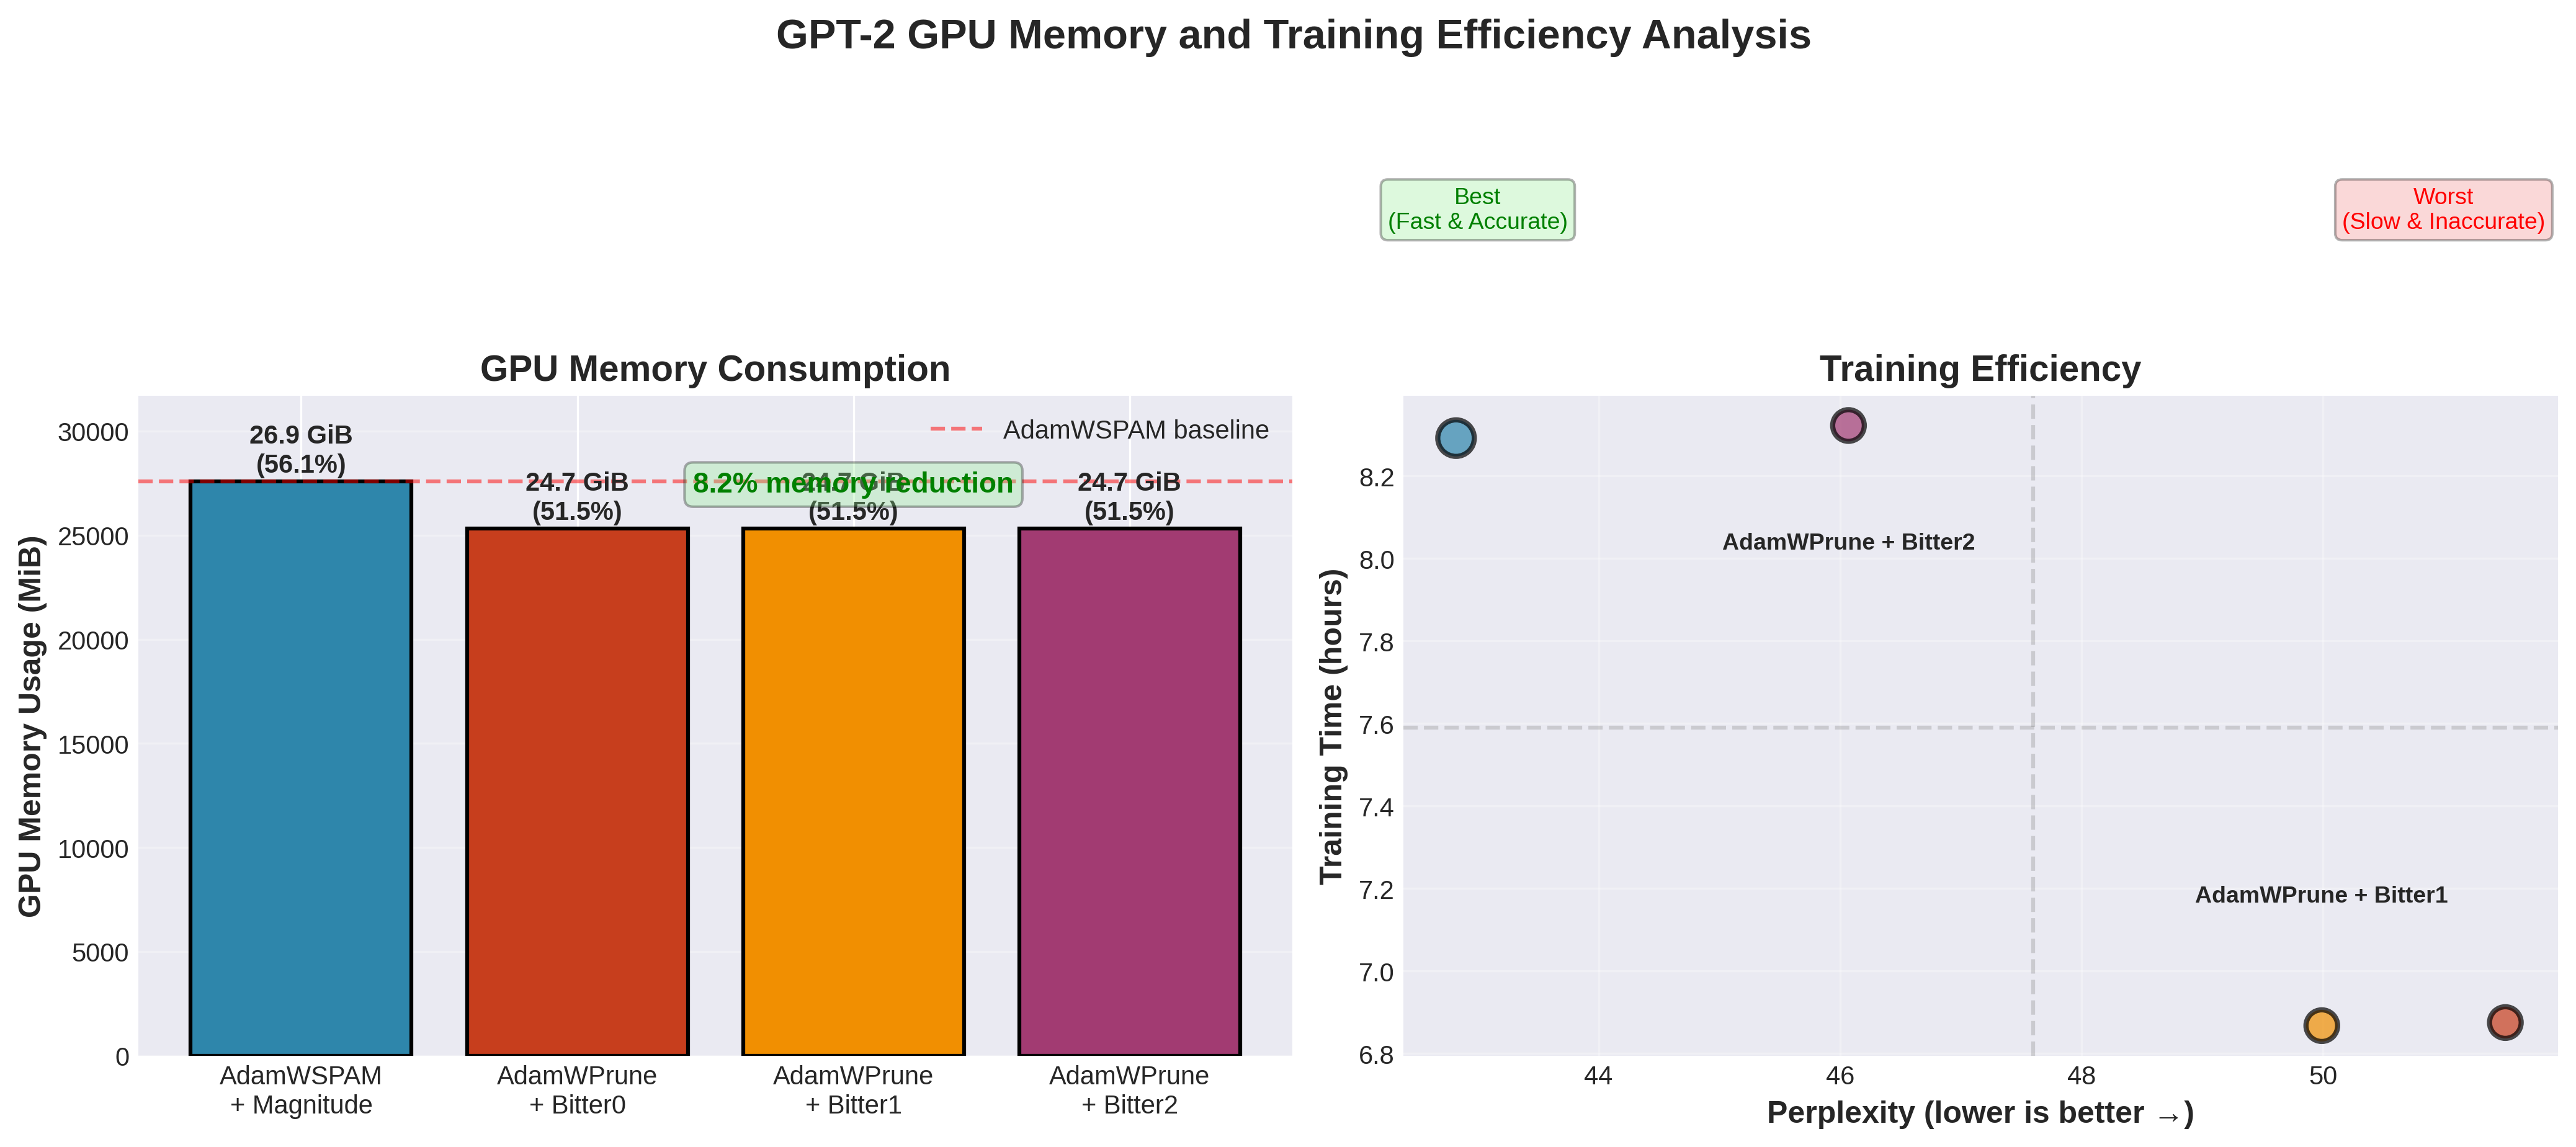 GPT-2 GPU Memory and Training Efficiency Analysis
Best
(Fast & Accurate)
Worst
(Slow & Inaccurate)
GPU Memory Consumption
GPU Memory Usage (MiB)
30000
25000
20000
15000
10000
5000
0
26.9 GiB
(56.1%)
24.7 GiB
(51.5%)
24.7 GiB
(51.5%)
24.7 GiB
(51.5%)
8.2% memory reduction
AdamWSPAM baseline
AdamWSPAM
+ Magnitude
AdamWPrune
+ Bitter0
AdamWPrune
+ Bitter1
AdamWPrune
+ Bitter2
Training Efficiency
Training Time (hours)
8.2
8.0
7.8
7.6
7.4
7.2
7.0
6.8
AdamWPrune + Bitter2
AdamWPrune + Bitter1
44
46
48
50
Perplexity (lower is better →)